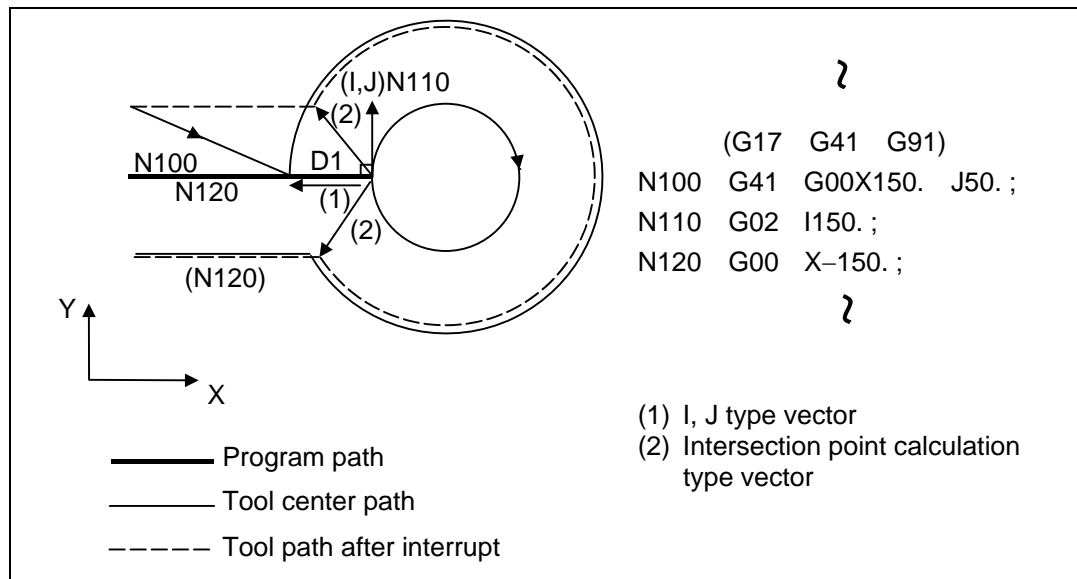 (I,J)N110
(2)
N100
D1
N120
(1)
(2)
(N120)
Y
X
Program path
Tool center path
Tool path after interrupt
~
(G17 G41 G91)
N100 G41 G00X150. J50. ;
N110 G02 I150. ;
N120 G00 X−150. ;
~
(1) I, J type vector
(2) Intersection point calculation
type vector